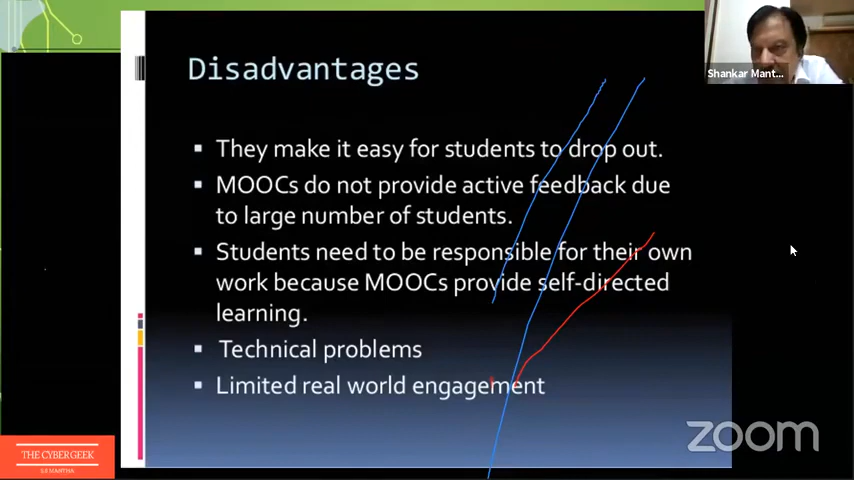 Disadvantages
Shankar Mant...
▪ They make it easy for students to drop out.
▪ MOOCs do not provide active feedback due
to large number of students.
▪ Students need to be responsible for their own
work because MOOCs provide self-directed
learning.
▪ Technical problems
▪ Limited real world engagement
zoom
THE CYBERGEEK